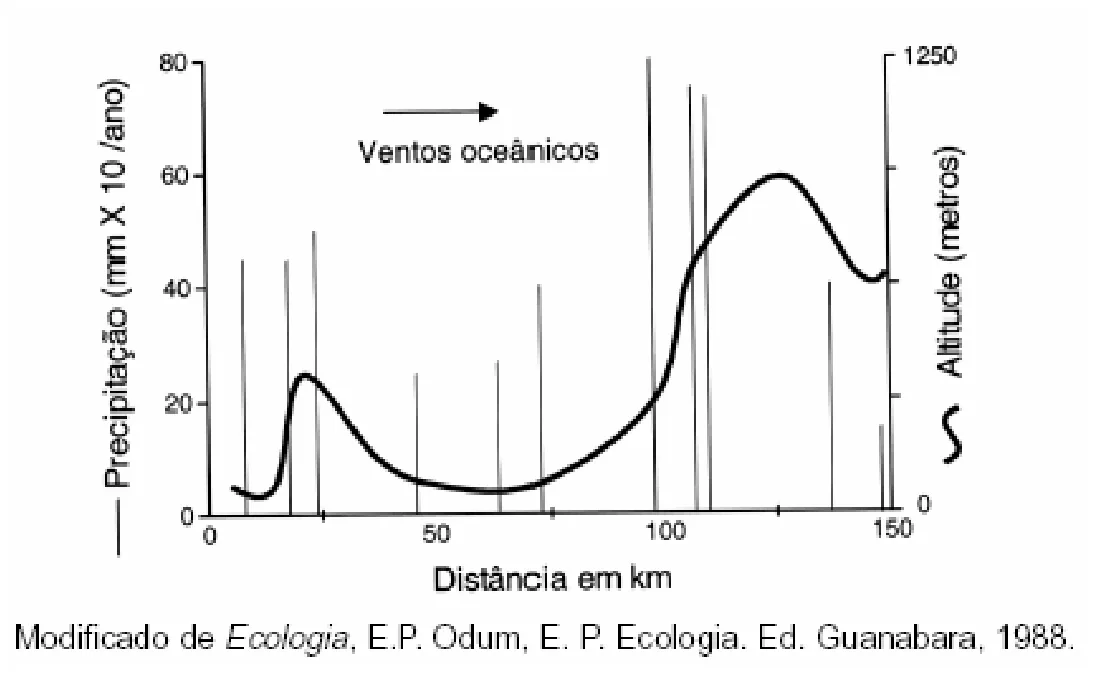 80
60
40
20
0
Precipitação (mm X 10 /ano)
Ventos oceânicos
1250
0
Altitude (metros)
0
50
100
150
Distância em km
Modificado de Ecologia, E.P. Odum, E. P. Ecologia. Ed. Guanabara, 1988.